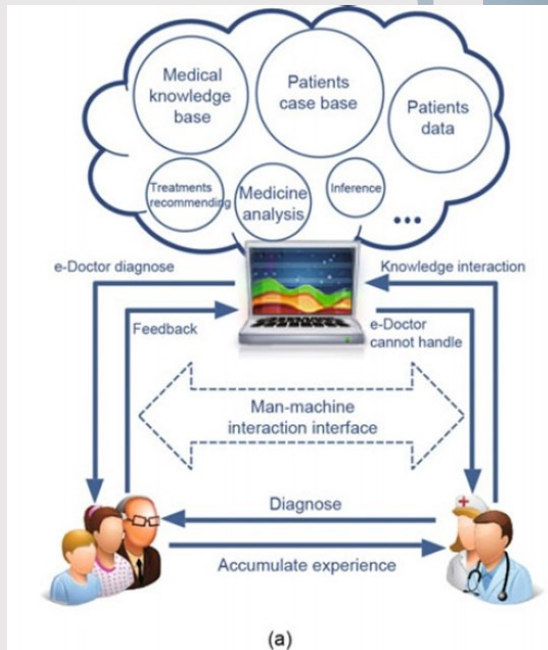 Medical
knowledge
base
Patients
case base
Patients
data
Treatments
recommending
Medicine
analysis
Inference
...
e-Doctor diagnose
Knowledge interaction
Feedback
e-Doctor
cannot handle
Man-machine
interaction interface
Diagnose
Accumulate experience
(a)